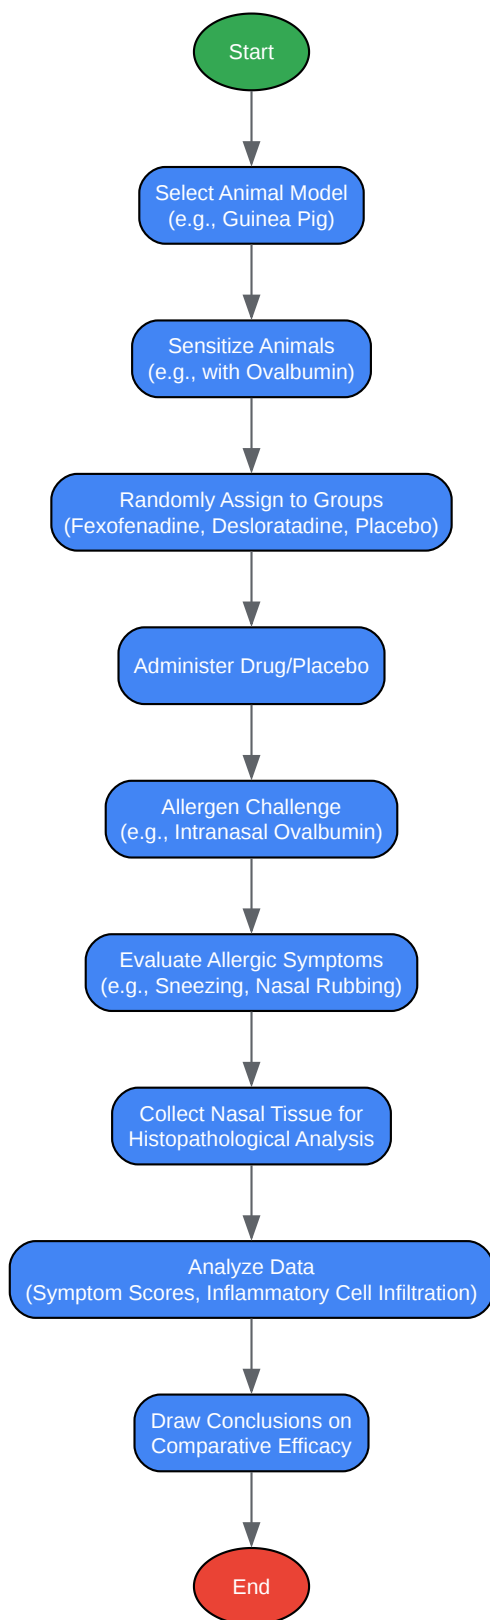 Start
Select Animal Model
(e.g., Guinea Pig)
Sensitize Animals
(e.g., with Ovalbumin)
Randomly Assign to Groups
(Fexofenadine, Desloratadine, Placebo)
Administer Drug/Placebo
Allergen Challenge
(e.g., Intranasal Ovalbumin)
Evaluate Allergic Symptoms
(e.g., Sneezing, Nasal Rubbing)
Collect Nasal Tissue for
Histopathological Analysis
Analyze Data
(Symptom Scores, Inflammatory Cell Infiltration)
Draw Conclusions on
Comparative Efficacy
End